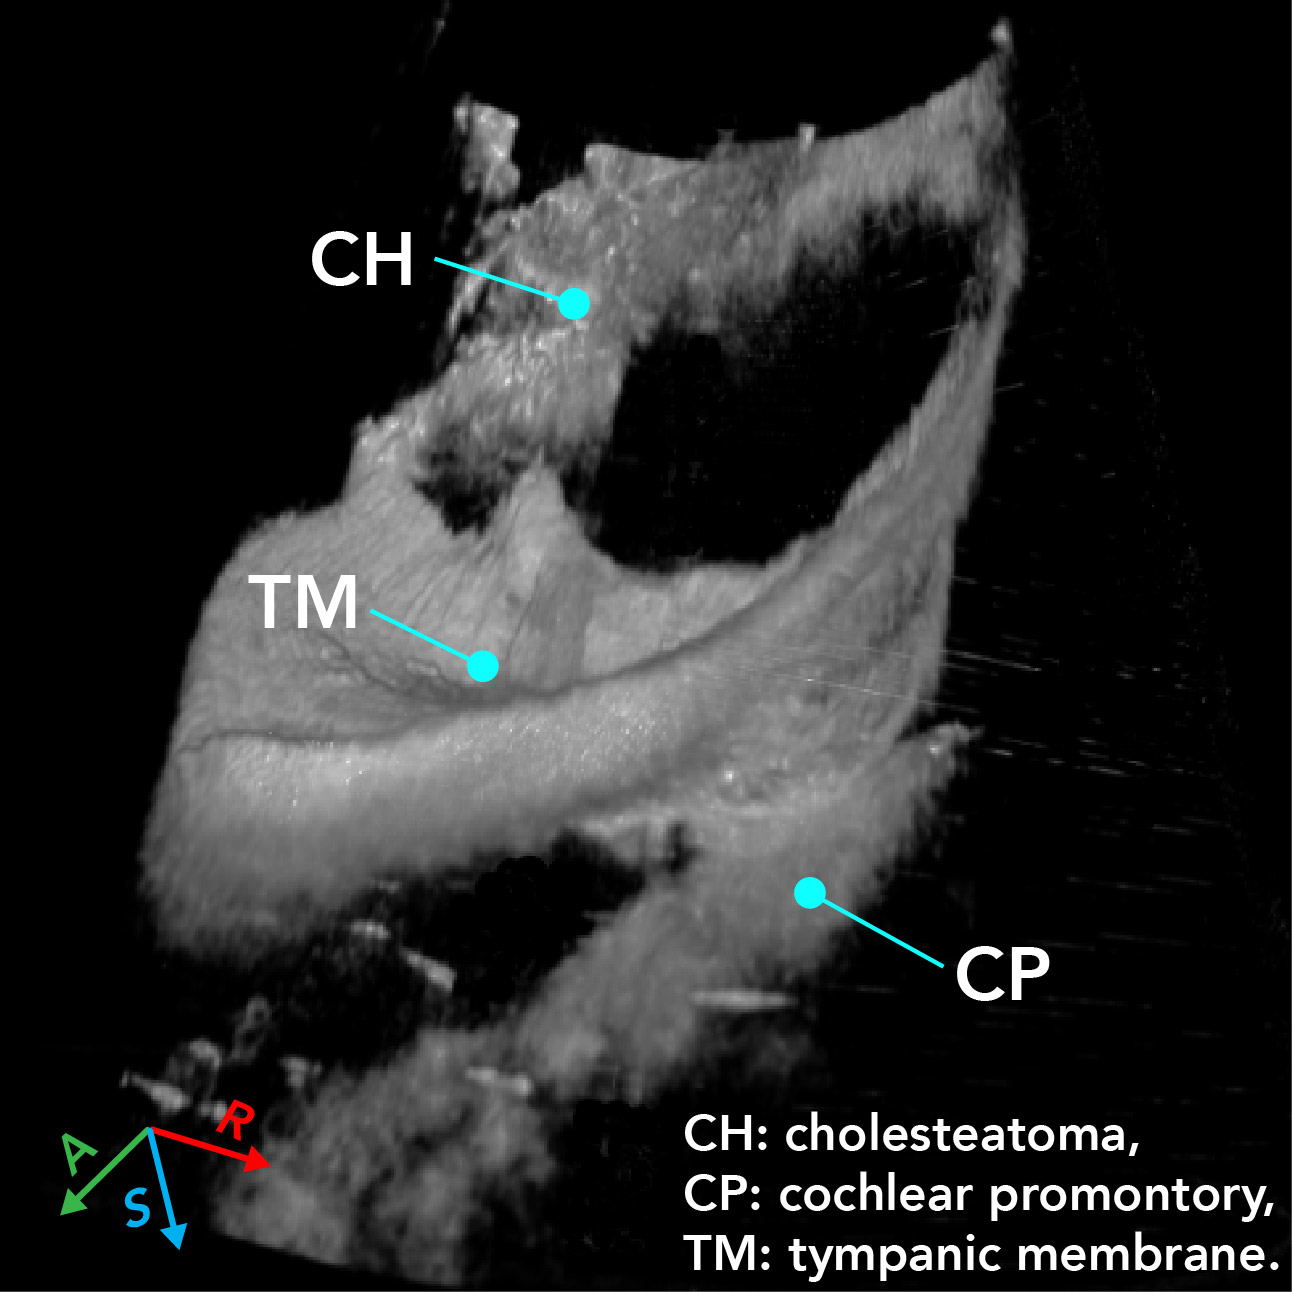 CH
TM
CP
A
R
S
CH: cholesteatoma,
CP: cochlear promontory,
TM: tympanic membrane.